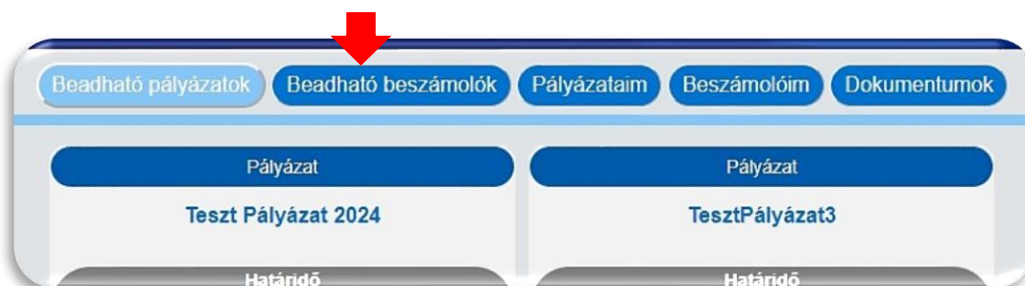 Beadható pályázatok Beadható beszámolók Pályázataim Beszámolóim Dokumentumok
Pályázat Pályázat
Teszt Pályázat 2024 TesztPályázat3
Határidő Határidő